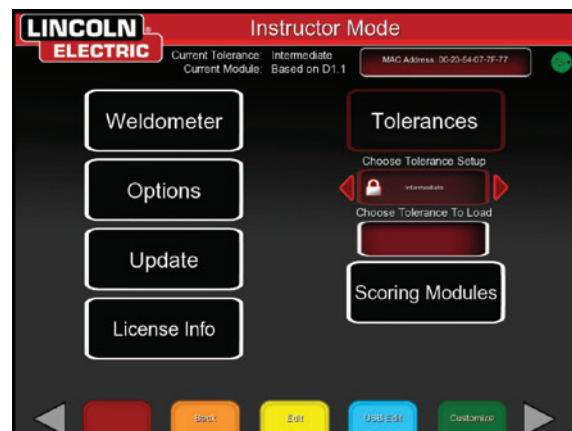 LINCOLN ®
ELECTRIC
Instructor Mode
Current Tolerance: Intermediate
Current Module: Based on D1.1
MAC Address: 00-23-54-07-7F-77
Weldometer
Options
Update
License Info
Tolerances
Choose Tolerance Setup
Intermediate
Choose Tolerance To Load
Scoring Modules
Back
Edit
USB Edit
Customize